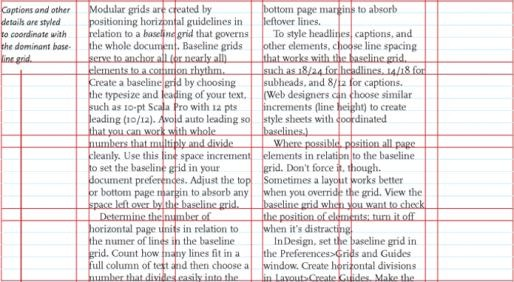 Captions and other
details are styled
to coordinate with
the dominant base-
line grid.
Modular grids are created by
positioning horizontal guidelines in
relation to a baseline grid that governs
the whole document. Baseline grids
serve to anchor all (or nearly all)
elements to a common rhythm.
Create a baseline grid by choosing
the typesize and leading of your text,
such as 10-pt Scala Pro with 12 pts
leading (10/12). Avoid auto leading so
that you can work with whole
numbers that multiply and divide
cleanly. Use this line space increment
to set the baseline grid in your
document preferences. Adjust the top
or bottom page margin to absorb any
space left over by the baseline grid.
Determine the number of
horizontal page units in relation to
the numer of lines in the baseline
grid. Count how many lines fit in a
full column of text and then choose a
number that divides easily into the
bottom page margins to absorb
leftover lines.
To style headlines, captions, and
other elements, choose line spacing
that works with the baseline grid,
such as 18/24 for headlines, 14/18 for
subheads, and 8/12 for captions.
(Web designers can choose similar
increments (line height) to create
style sheets with coordinated
baselines.)
Where possible, position all page
elements in relation to the baseline
grid. Don't force it, though.
Sometimes a layout works better
when you override the grid. View the
baseline grid when you want to check
the position of elements; turn it off
when it's distracting.
InDesign, set the baseline grid in
the Preferences>Grids and Guides
window. Create horizontal divisions
in Layout>Create Guides. Make the